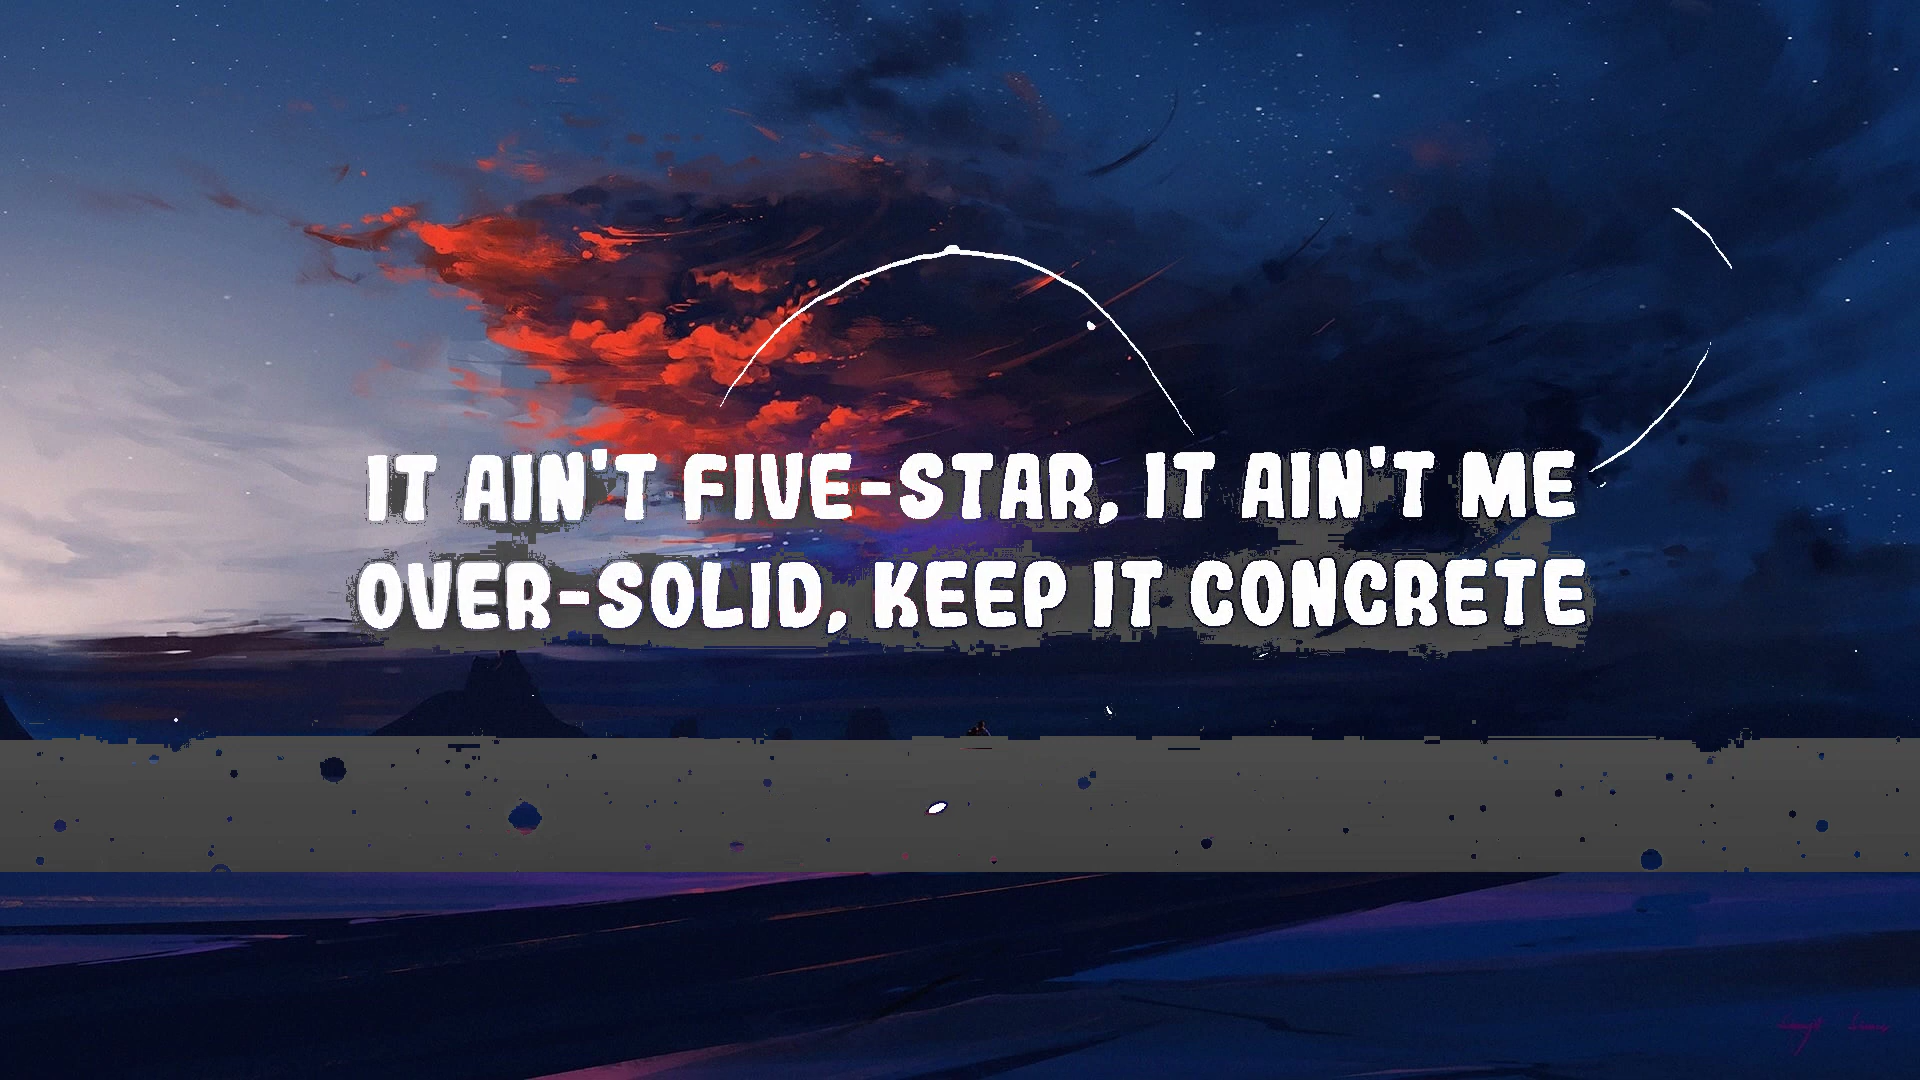 IT AIN'T FIVE-STAR, IT AIN'T ME
OVER-SOLID, KEEP IT CONCRETE